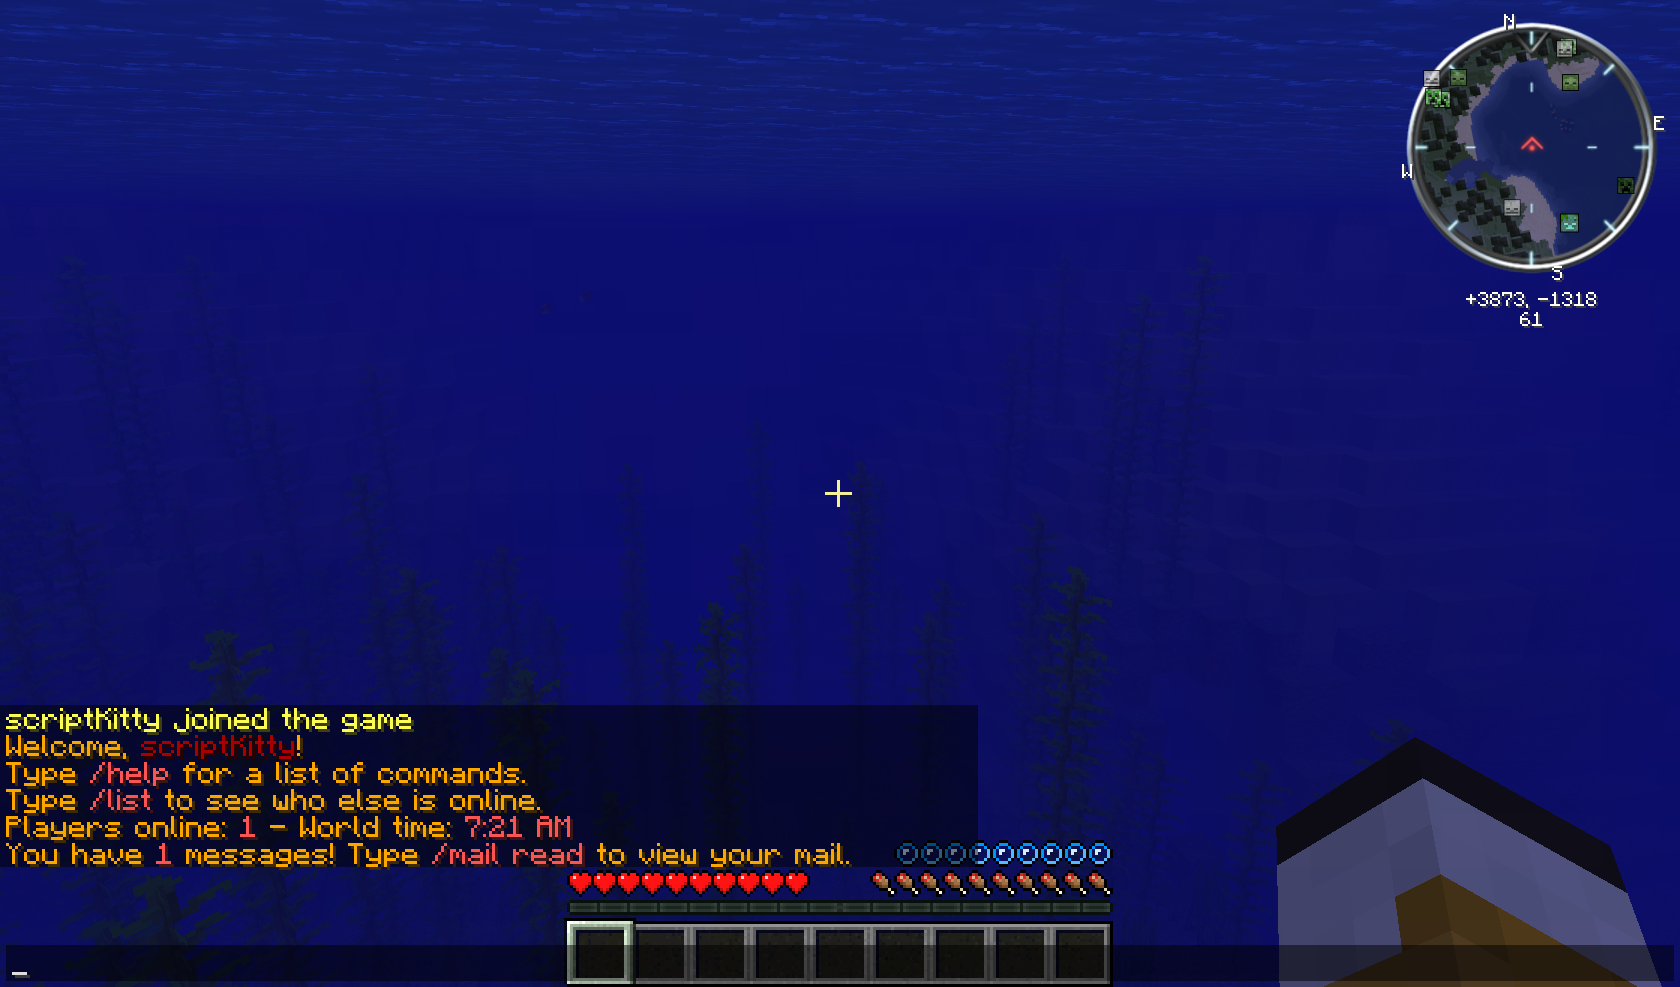 N
E
W
S
+3873, -1318
61
scriptKitty joined the game
Welcome, scriptKitty!
Type /help for a list of commands.
Type /list to see who else is online.
Players online: 1 - World time: 7:21 AM
You have 1 messages! Type /mail read to view your mail.
_